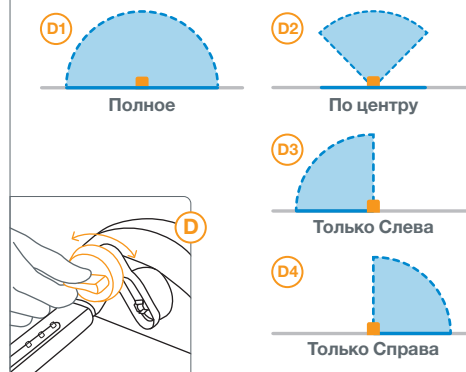 D1
Полное
D2
По центру
D3
Только Слева
D
D4
Только Справа